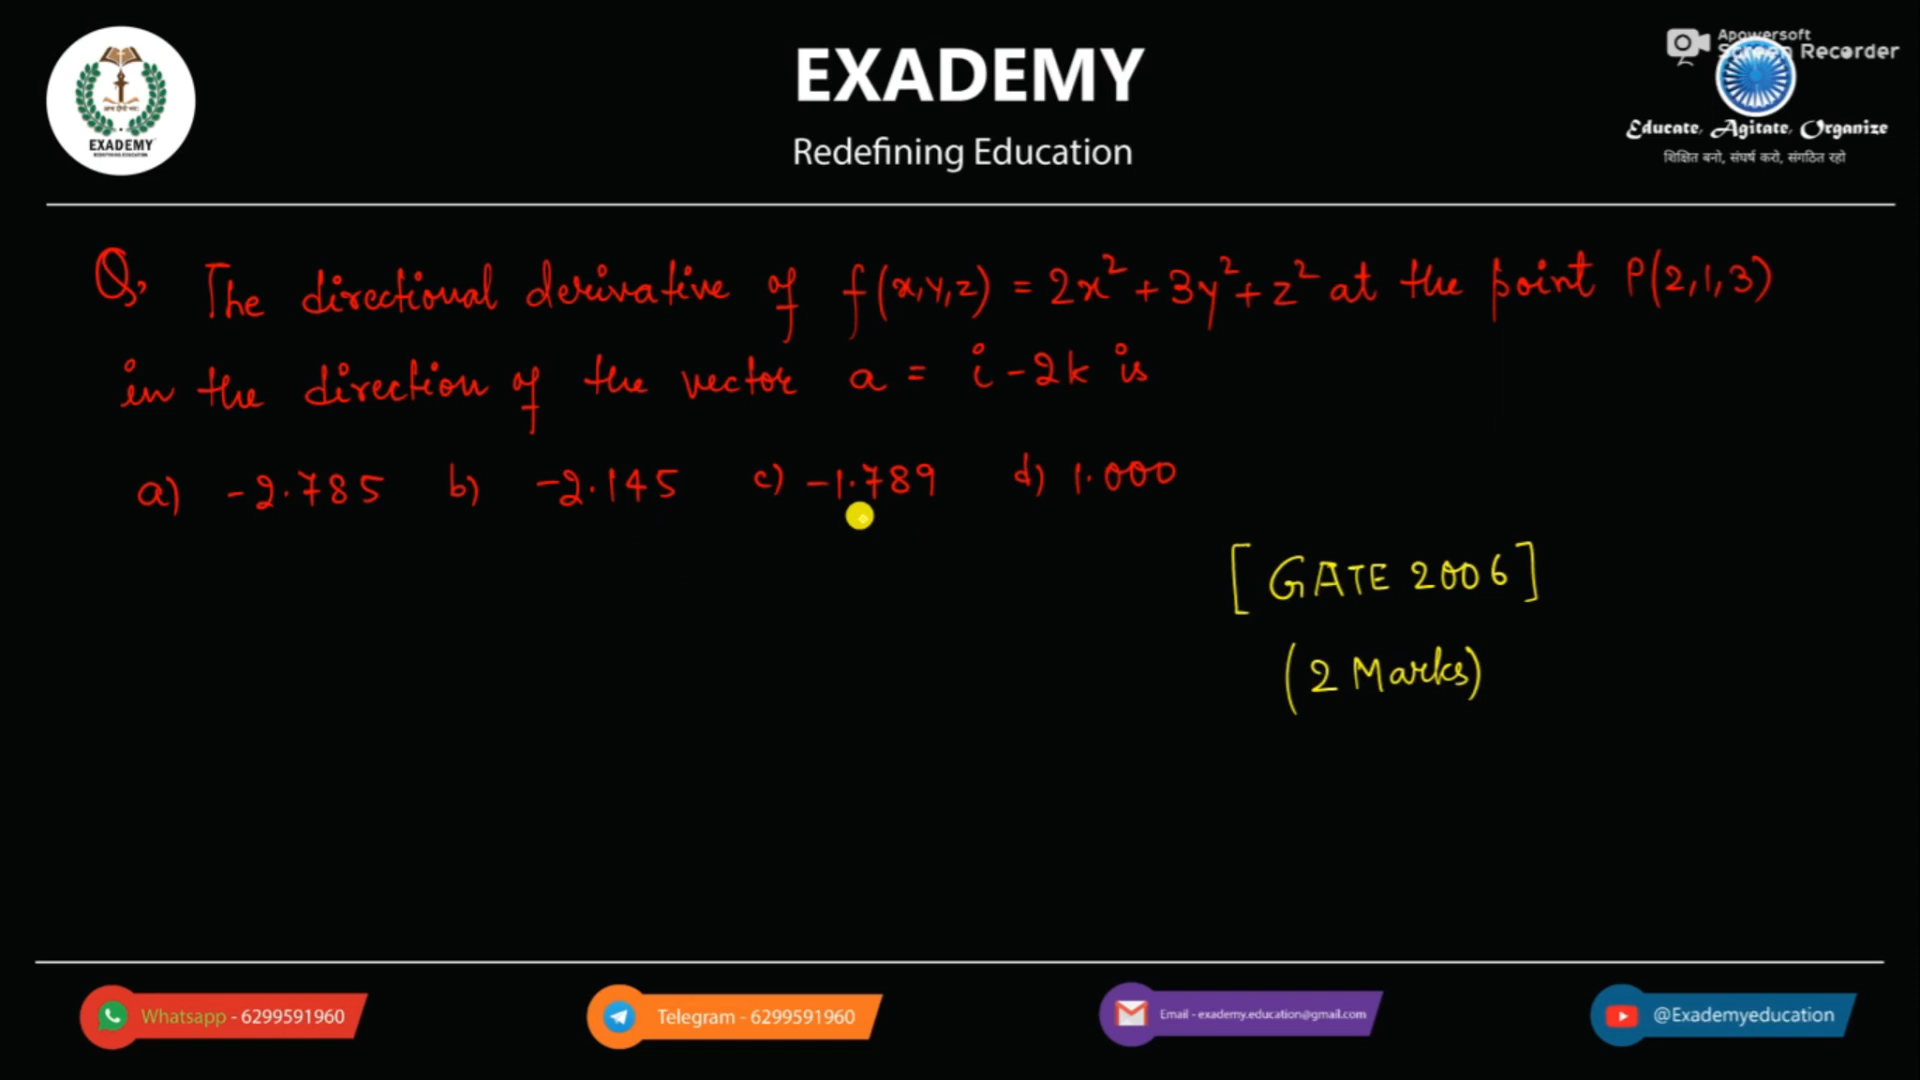 EXADEMY
Redefining Education
EXADEMY
REDEFINING EDUCATION
Apowersoft
Screen Recorder
Educate, Agitate, Organize
शिक्षित बनो, संघर्ष करो, संगठित रहो
Q, The directional derivative of f(x,y,z) = 2x² + 3y² + z² at the point P(2,1,3)
in the direction of the vector a = i - 2k is
a) -2.785 b) -2.145 c) -1.789 d) 1.000
[GATE 2006]
(2 Marks)
Whatsapp - 6299591960
Telegram - 6299591960
Email - exademy.education@gmail.com
@Exademyeducation